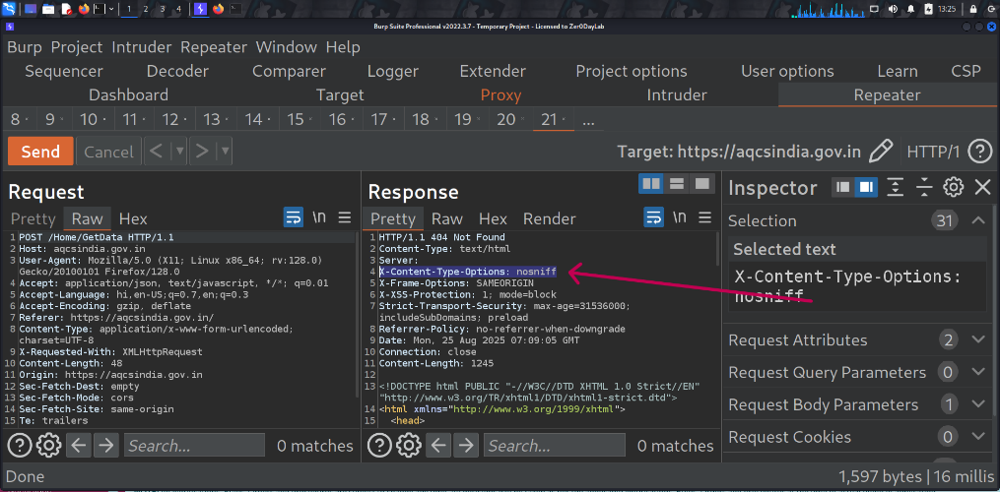 1 2 3 4
13:25
Burp Suite Professional v2022.3.7 - Temporary Project - Licensed to Zer0DayLab
Burp Project Intruder Repeater Window Help
Sequencer Decoder Comparer Logger Extender Project options User options Learn CSP
Dashboard Target Proxy Intruder Repeater
8 · 9 · 10 · 11 · 12 · 13 · 14 · 15 · 16 · 17 · 18 · 19 · 20 · 21 · ...
Send Cancel < > Target: https://aqcsindia.gov.in HTTP/1 ?
Request
Pretty Raw Hex \n
1 POST /Home/GetData HTTP/1.1
2 Host: aqcsindia.gov.in
3 User-Agent: Mozilla/5.0 (X11; Linux x86_64; rv:128.0)
Gecko/20100101 Firefox/128.0
4 Accept: application/json, text/javascript, */*; q=0.01
5 Accept-Language: hi,en-US;q=0.7,en;q=0.3
6 Accept-Encoding: gzip, deflate
7 Referer: https://aqcsindia.gov.in/
8 Content-Type: application/x-www-form-urlencoded;
charset=UTF-8
9 X-Requested-With: XMLHttpRequest
10 Content-Length: 48
11 Origin: https://aqcsindia.gov.in
12 Sec-Fetch-Dest: empty
13 Sec-Fetch-Mode: cors
14 Sec-Fetch-Site: same-origin
15 Te: trailers
Search... 0 matches
Response
Pretty Raw Hex Render \n
1 HTTP/1.1 404 Not Found
2 Content-Type: text/html
3 Server:
4 X-Content-Type-Options: nosniff
5 X-Frame-Options: SAMEORIGIN
6 X-XSS-Protection: 1; mode=block
7 Strict-Transport-Security: max-age=31536000;
includeSubDomains; preload
8 Referrer-Policy: no-referrer-when-downgrade
9 Date: Mon, 25 Aug 2025 07:09:05 GMT
10 Connection: close
11 Content-Length: 1245
12
13 <!DOCTYPE html PUBLIC "-//W3C//DTD XHTML 1.0 Strict//EN"
"http://www.w3.org/TR/xhtml1/DTD/xhtml1-strict.dtd">
14 <html xmlns="http://www.w3.org/1999/xhtml">
15 <head>
Search... 0 matches
Inspector
Selection 31
Selected text
X-Content-Type-Options:
nosniff
Request Attributes 2
Request Query Parameters 0
Request Body Parameters 1
Request Cookies 0
Done 1,597 bytes | 16 millis